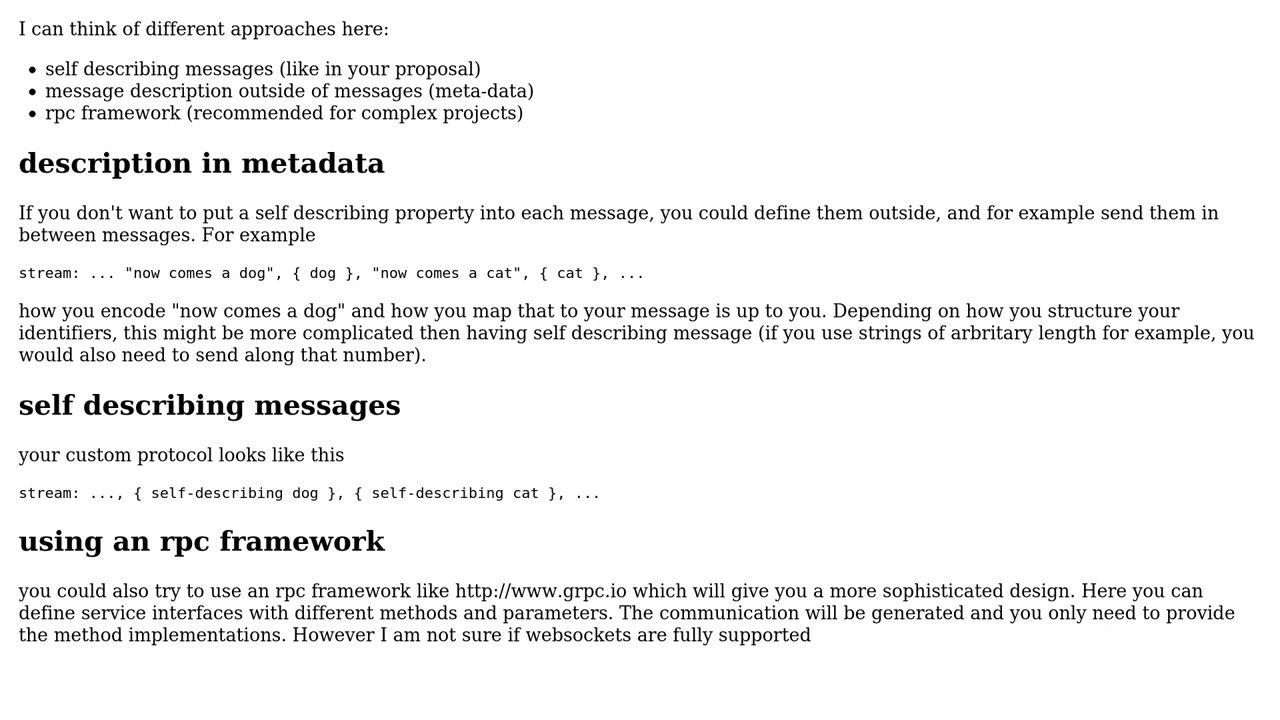 I can think of different approaches here:
• self describing messages (like in your proposal)
• message description outside of messages (meta-data)
• rpc framework (recommended for complex projects)
description in metadata
If you don't want to put a self describing property into each message, you could define them outside, and for example send them in
between messages. For example
stream: ... "now comes a dog", { dog }, "now comes a cat", { cat }, ...
how you encode "now comes a dog" and how you map that to your message is up to you. Depending on how you structure your
identifiers, this might be more complicated then having self describing message (if you use strings of arbritary length for example, you
would also need to send along that number).
self describing messages
your custom protocol looks like this
stream: ..., { self-describing dog }, { self-describing cat }, ...
using an rpc framework
you could also try to use an rpc framework like http://www.grpc.io which will give you a more sophisticated design. Here you can
define service interfaces with different methods and parameters. The communication will be generated and you only need to provide
the method implementations. However I am not sure if websockets are fully supported